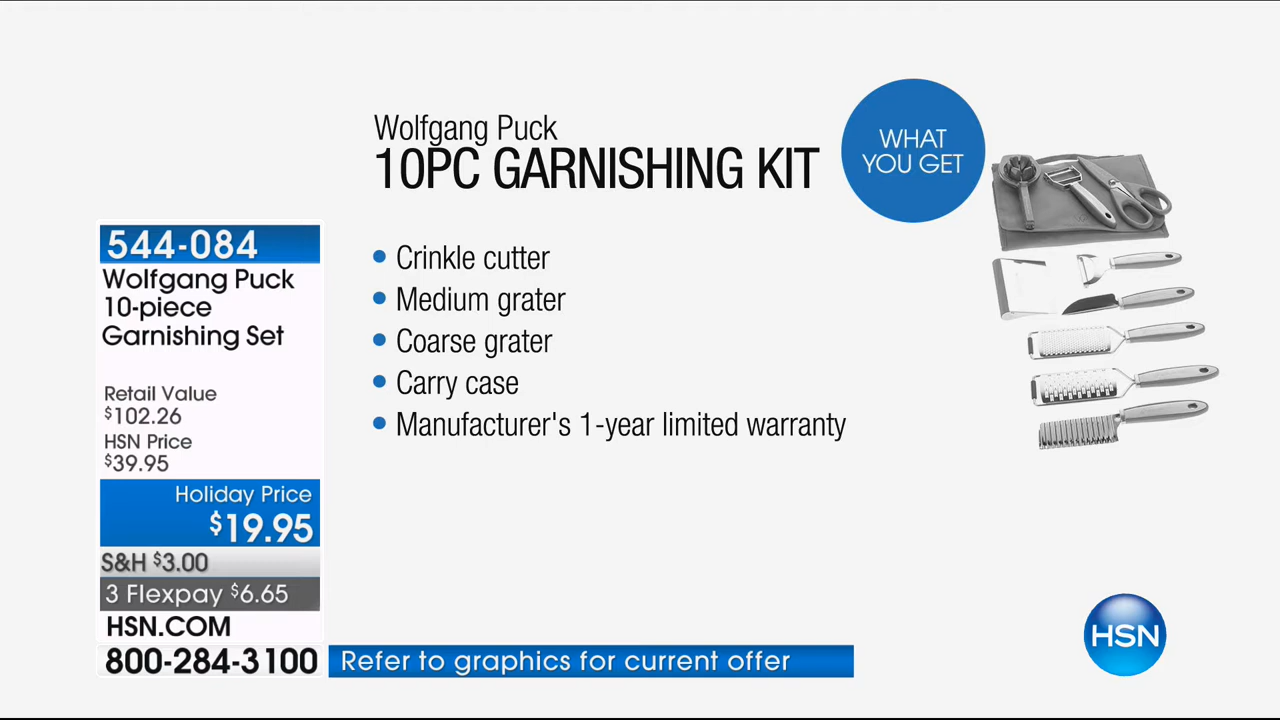 Wolfgang Puck
10PC GARNISHING KIT
WHAT
YOU GET
• Crinkle cutter
• Medium grater
• Coarse grater
• Carry case
• Manufacturer's 1-year limited warranty
544-084
Wolfgang Puck
10-piece
Garnishing Set
Retail Value
$102.26
HSN Price
$39.95
Holiday Price
$19.95
S&H $3.00
3 Flexpay $6.65
HSN.COM
800-284-3100
Refer to graphics for current offer
HSN